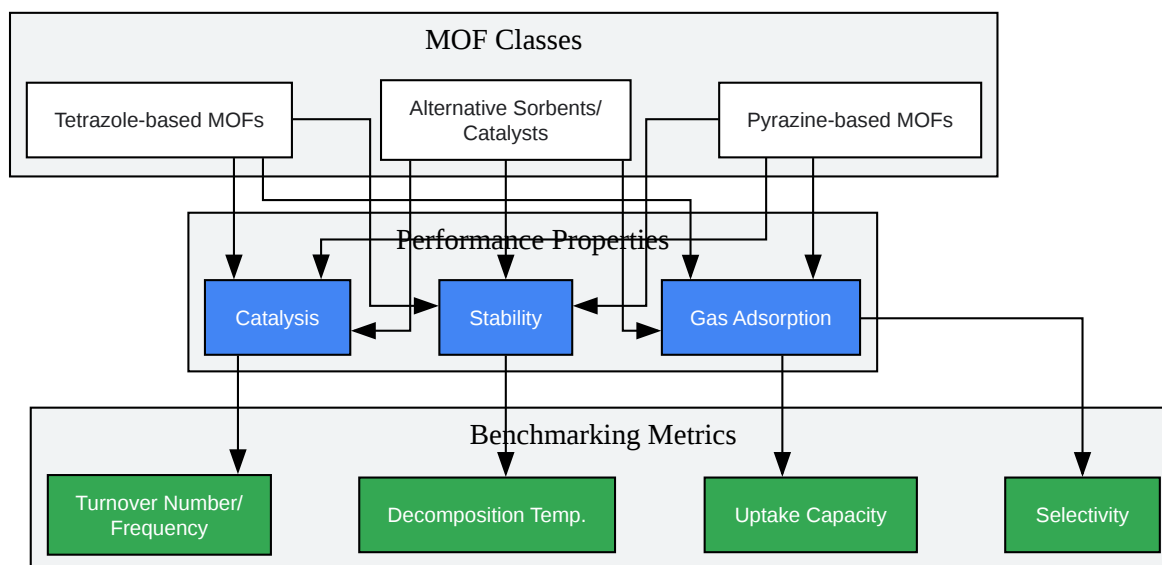 MOF Classes
Tetrazole-based MOFs
Alternative Sorbents/
Catalysts
Pyrazine-based MOFs
Performance Properties
Catalysis
Stability
Gas Adsorption
Benchmarking Metrics
Turnover Number/
Frequency
Decomposition Temp.
Uptake Capacity
Selectivity